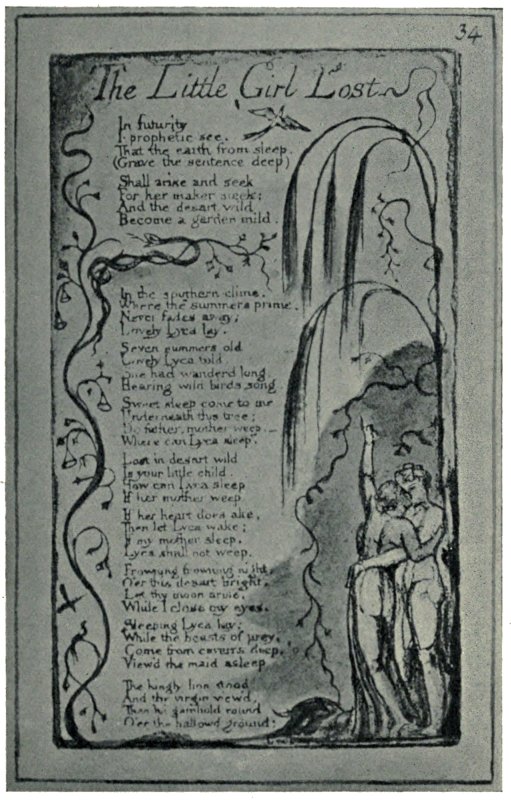 34
The Little Girl Lost
In futurity
I prophetic see.
That the earth from sleep.
(Grave the sentence deep)
Shall arise and seek
For her maker meek:
And the desart wild
Become a garden mild.
In the southern clime.
Where the summers prime.
Never fades away;
Lovely Lyca lay.
Seven summers old
Lovely Lyca told.
She had wanderd long,
Hearing wild birds song.
Sweet sleep come to me
Underneath this tree;
Do father, mother weep.—
Where can Lyca sleep".
Lost in desart wild
Is your little child.
How can Lyca sleep
If her mother weep.
If her heart does ake,
Then let Lyca wake;
If my mother sleep.
Lyca shall not weep.
Frowning frowning night,
O'er this desart bright,
Let thy moon arise,
While I close my eyes.
Sleeping Lyca lay;
While the beasts of prey,
Come from caverns deep,
View'd the maid asleep
The kingly lion stood
And the virgin view'd,
Then he gambold round
O'er the hallowd ground: